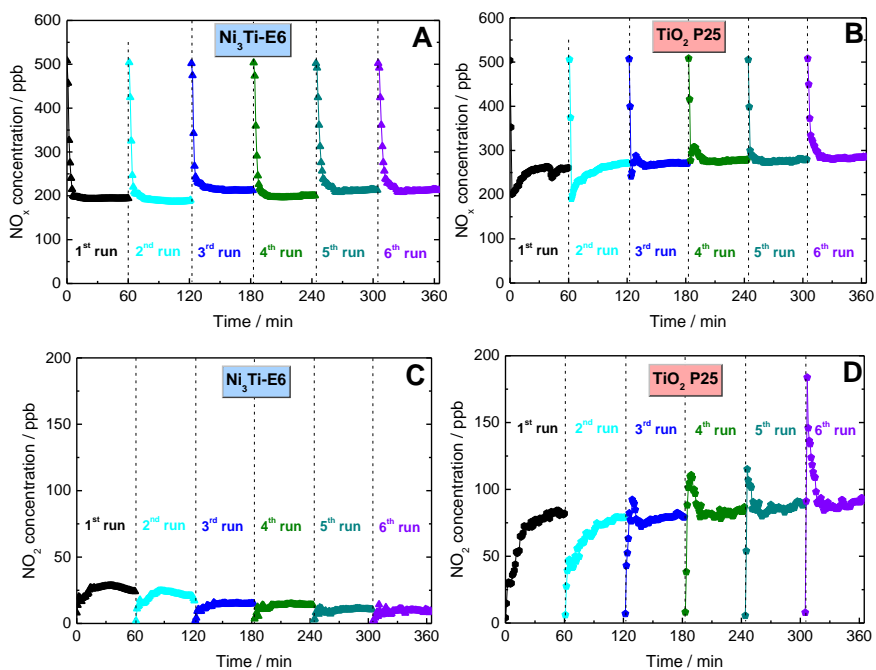 A
Ni₃Ti-E6
NOₓ concentration / ppb
600
500
400
300
200
100
0
1ˢᵗ run 2ⁿᵈ run 3ʳᵈ run 4ᵗʰ run 5ᵗʰ run 6ᵗʰ run
0 60 120 180 240 300 360
Time / min
B
TiO₂ P25
NOₓ concentration / ppb
600
500
400
300
200
100
0
1ˢᵗ run 2ⁿᵈ run 3ʳᵈ run 4ᵗʰ run 5ᵗʰ run 6ᵗʰ run
0 60 120 180 240 300 360
Time / min
C
Ni₃Ti-E6
NO₂ concentration / ppb
200
150
100
50
0
1ˢᵗ run 2ⁿᵈ run 3ʳᵈ run 4ᵗʰ run 5ᵗʰ run 6ᵗʰ run
0 60 120 180 240 300 360
Time / min
D
TiO₂ P25
NO₂ concentration / ppb
200
150
100
50
0
1ˢᵗ run 2ⁿᵈ run 3ʳᵈ run 4ᵗʰ run 5ᵗʰ run 6ᵗʰ run
0 60 120 180 240 300 360
Time / min